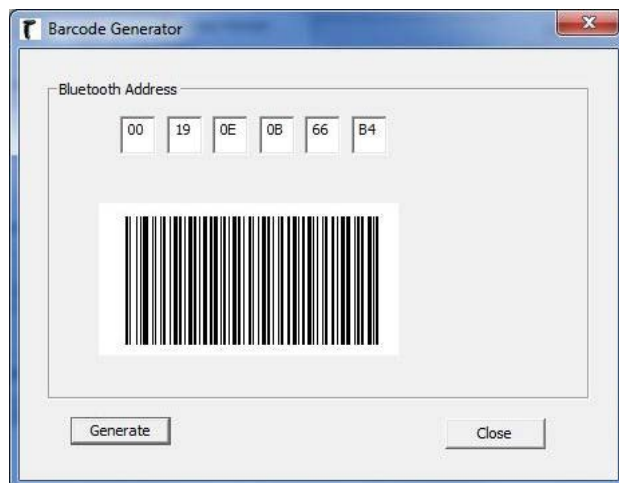 Barcode Generator
Bluetooth Address
00 19 0E 0B 66 B4
Generate Close